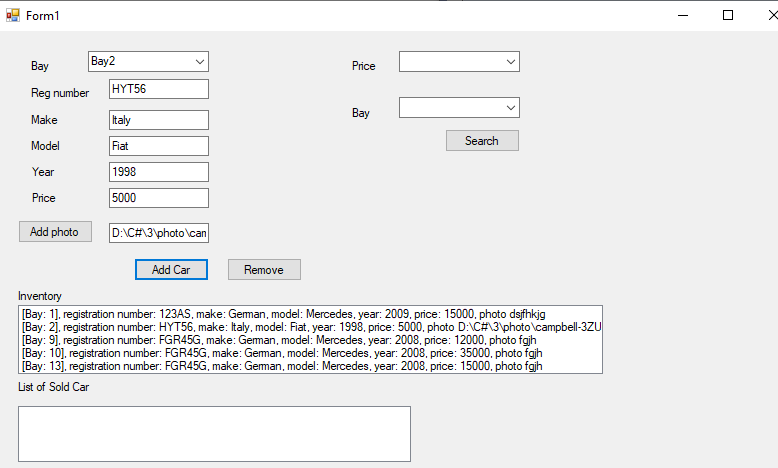 Form1
Bay Bay2
Price
Reg number HYT56
Bay
Make Italy
Search
Model Fiat
Year 1998
Price 5000
Add photo D:\C#\3\photo\cam
Add Car Remove
Inventory
[Bay: 1], registration number: 123AS, make: German, model: Mercedes, year: 2009, price: 15000, photo dsjfhkjg
[Bay: 2], registration number: HYT56, make: Italy, model: Fiat, year: 1998, price: 5000, photo D:\C#\3\photo\campbell-3ZU
[Bay: 9], registration number: FGR45G, make: German, model: Mercedes, year: 2008, price: 12000, photo fgjh
[Bay: 10], registration number: FGR45G, make: German, model: Mercedes, year: 2008, price: 35000, photo fgjh
[Bay: 13], registration number: FGR45G, make: German, model: Mercedes, year: 2008, price: 15000, photo fgjh
List of Sold Car